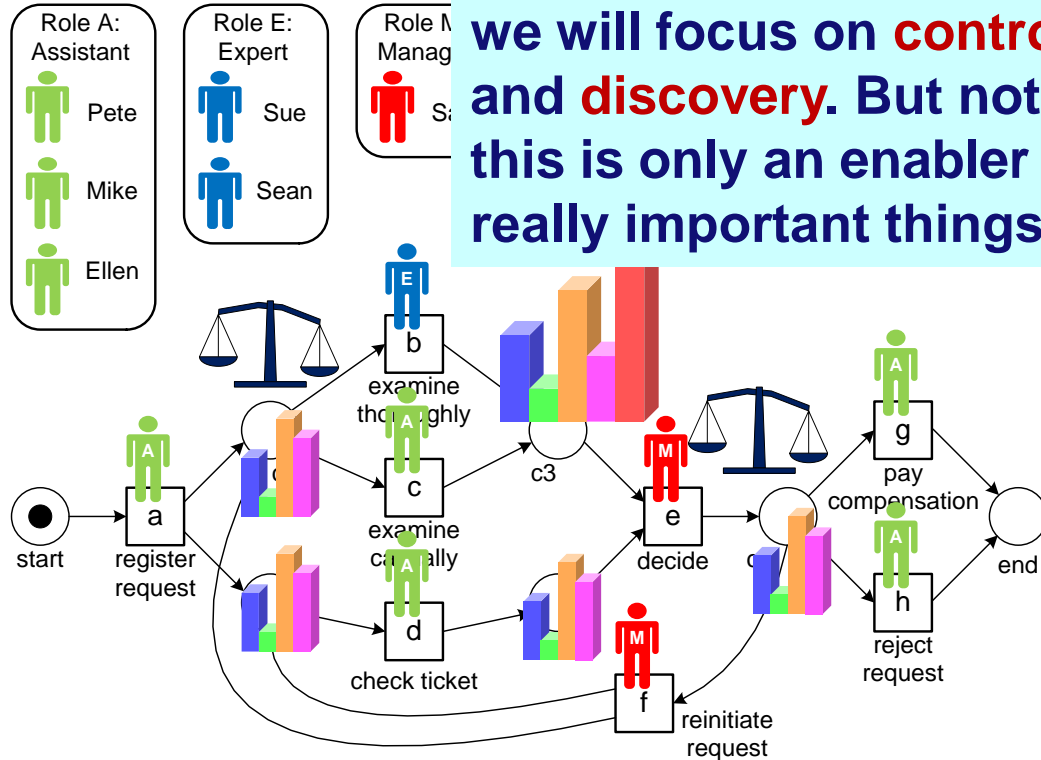 Role A:
Assistant
Pete
Mike
Ellen
Role E:
Expert
Sue
Sean
Role M
Manag
Sa
we will focus on contro
and discovery. But not
this is only an enabler
really important things
E
b
examine
thoroughly
A
c
examine
A
d
check ticket
A
a
register
request
start
c3
M
e
decide
M
f
reinitiate
request
A
g
pay
compensation
A
h
reject
request
end